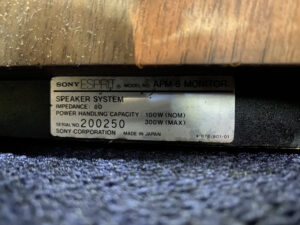 SONY ESPRIT ® MODEL NO. APM-6 MONITOR
SPEAKER SYSTEM
IMPEDANCE: 8Ω
POWER HANDLING CAPACITY 100W (NOM)
300W (MAX)
SERIAL NO. 200250
SONY CORPORATION MADE IN JAPAN